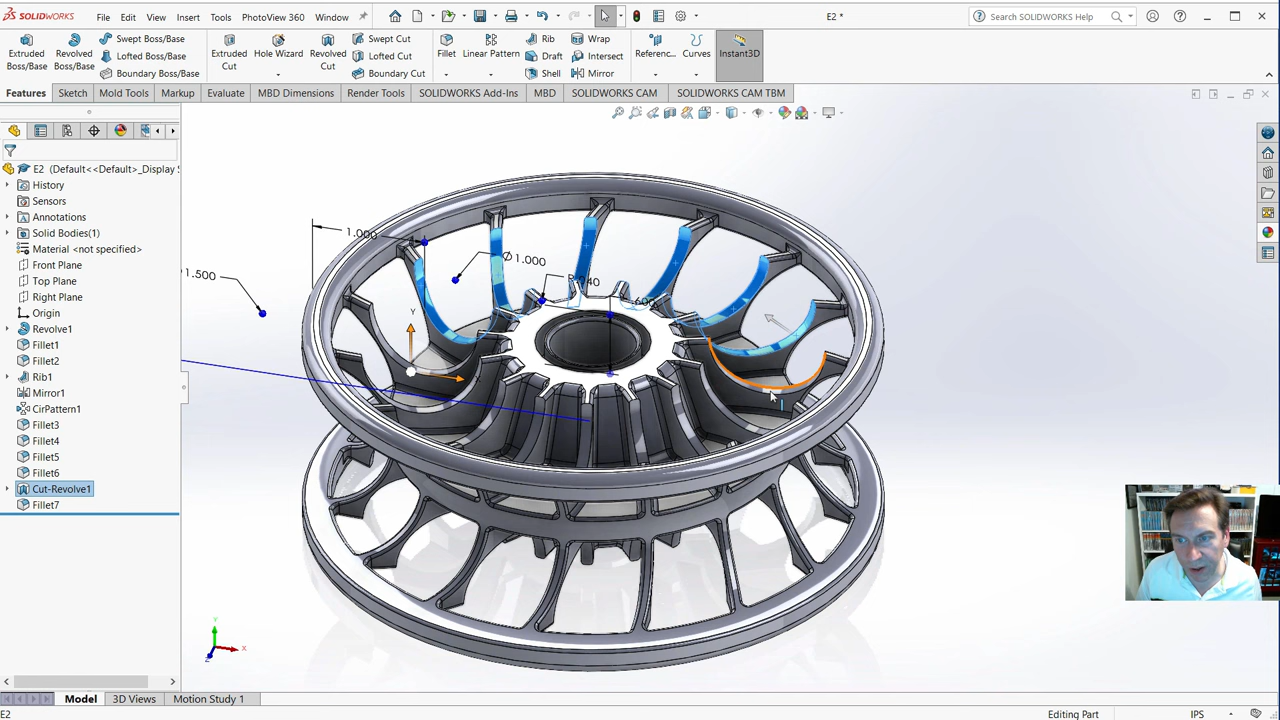 SOLIDWORKS File Edit View Insert Tools PhotoView 360 Window E2 * Search SOLIDWORKS Help
Extruded Boss/Base
Revolved Boss/Base
Swept Boss/Base
Lofted Boss/Base
Boundary Boss/Base
Extruded Cut
Hole Wizard
Revolved Cut
Swept Cut
Lofted Cut
Boundary Cut
Fillet
Linear Pattern
Rib
Draft
Shell
Wrap
Intersect
Mirror
Referenc...
Curves
Instant3D
Features Sketch Mold Tools Markup Evaluate MBD Dimensions Render Tools SOLIDWORKS Add-Ins MBD SOLIDWORKS CAM SOLIDWORKS CAM TBM
E2 (Default<<Default>_Display S
History
Sensors
Annotations
Solid Bodies(1)
Material <not specified>
Front Plane
Top Plane
Right Plane
Origin
Revolve1
Fillet1
Fillet2
Rib1
Mirror1
CirPattern1
Fillet3
Fillet4
Fillet5
Fillet6
Cut-Revolve1
Fillet7
1.000
1.500
Ø1.000
.600
Y
Y
X
Z
Model 3D Views Motion Study 1
E2 Editing Part IPS